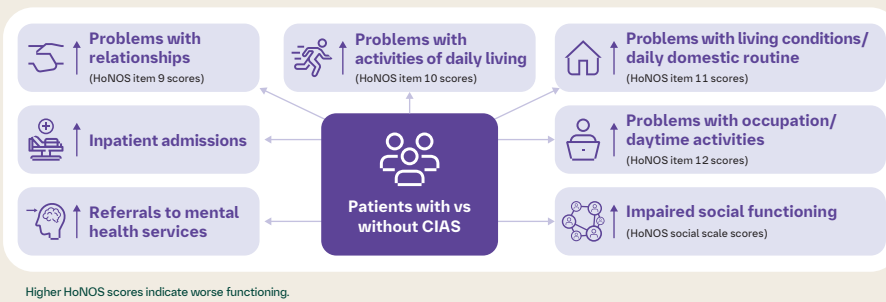 Problems with
relationships
(HoNOS item 9 scores)
Problems with
activities of daily living
(HoNOS item 10 scores)
Problems with living conditions/
daily domestic routine
(HoNOS item 11 scores)
Inpatient admissions
Patients with vs
without CIAS
Problems with occupation/
daytime activities
(HoNOS item 12 scores)
Referrals to mental
health services
Impaired social functioning
(HoNOS social scale scores)
Higher HoNOS scores indicate worse functioning.